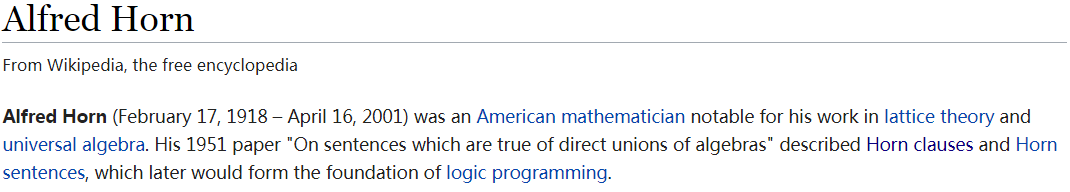 Alfred Horn
From Wikipedia, the free encyclopedia
Alfred Horn (February 17, 1918 – April 16, 2001) was an American mathematician notable for his work in lattice theory and
universal algebra. His 1951 paper "On sentences which are true of direct unions of algebras" described Horn clauses and Horn
sentences, which later would form the foundation of logic programming.